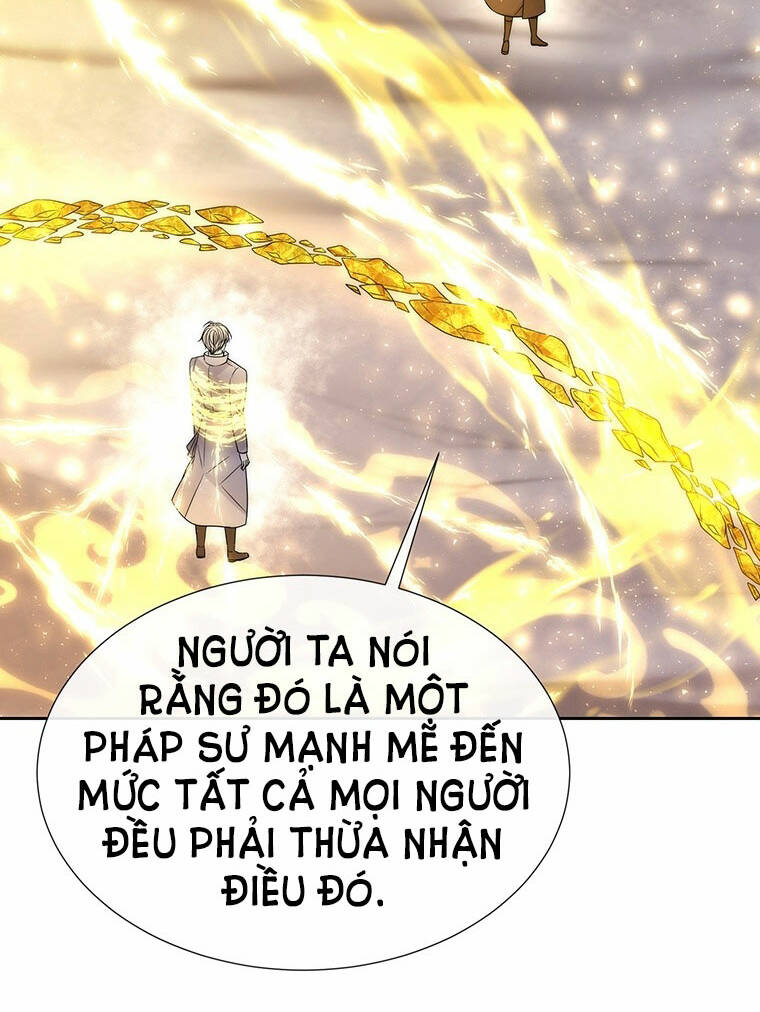 NGƯỜI TA NÓI
RẰNG ĐÓ LÀ MỘT
PHÁP SƯ MẠNH MẼ ĐẾN
MỨC TẤT CẢ MỌI NGƯỜI
ĐỀU PHẢI THỪA NHẬN
ĐIỀU ĐÓ.